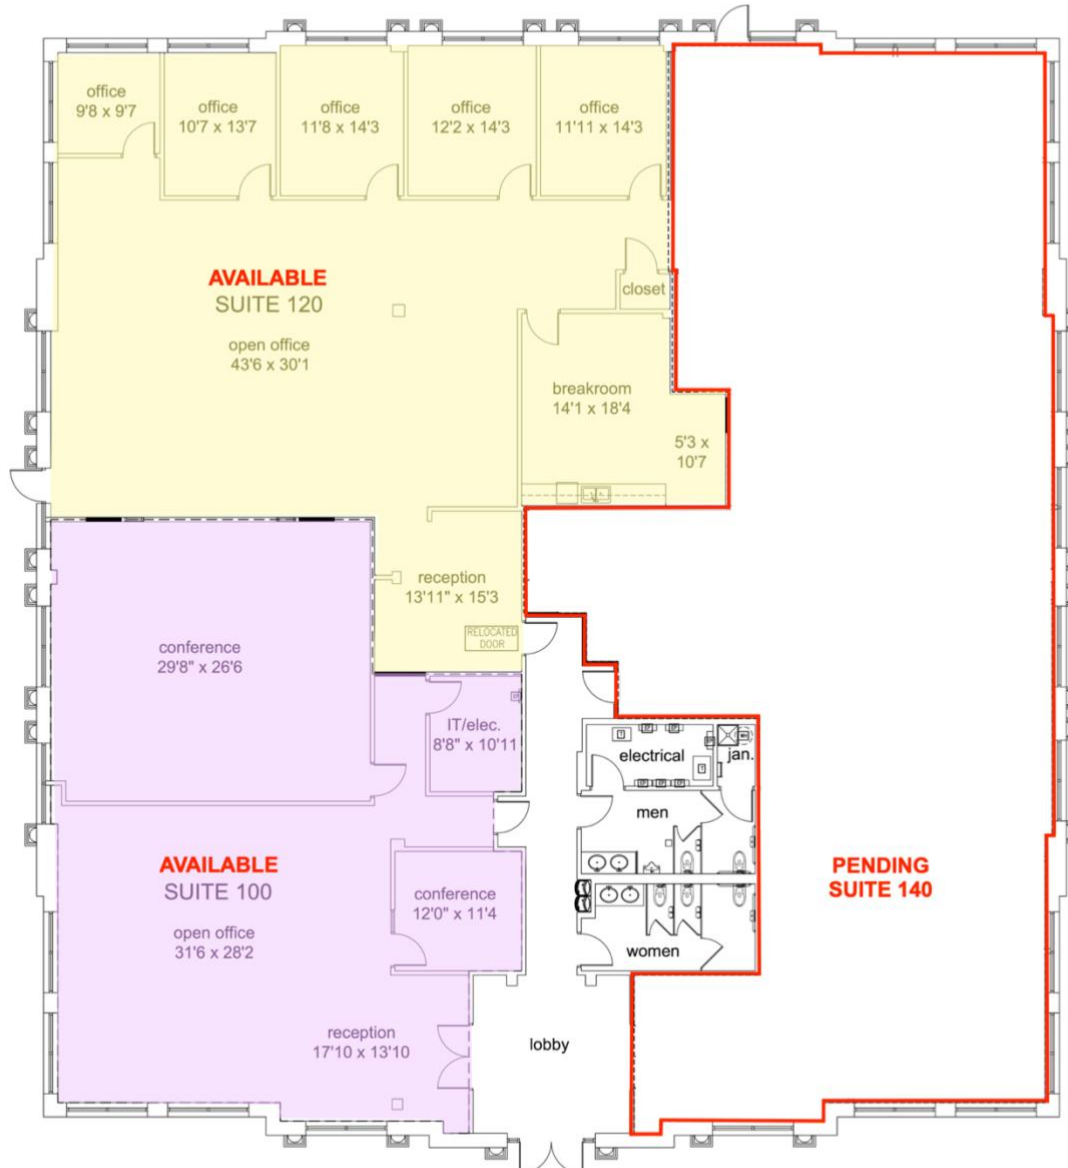 office
9'8 x 9'7
office
10'7 x 13'7
office
11'8 x 14'3
office
12'2 x 14'3
office
11'11 x 14'3
AVAILABLE
SUITE 120
open office
43'6 x 30'1
closet
breakroom
14'1 x 18'4
5'3 x
10'7
reception
13'11" x 15'3
RELOCATED
DOOR
conference
29'8" x 26'6
IT/elec.
8'8" x 10'11
electrical
jan.
men
women
AVAILABLE
SUITE 100
open office
31'6 x 28'2
conference
12'0" x 11'4
reception
17'10 x 13'10
lobby
PENDING
SUITE 140